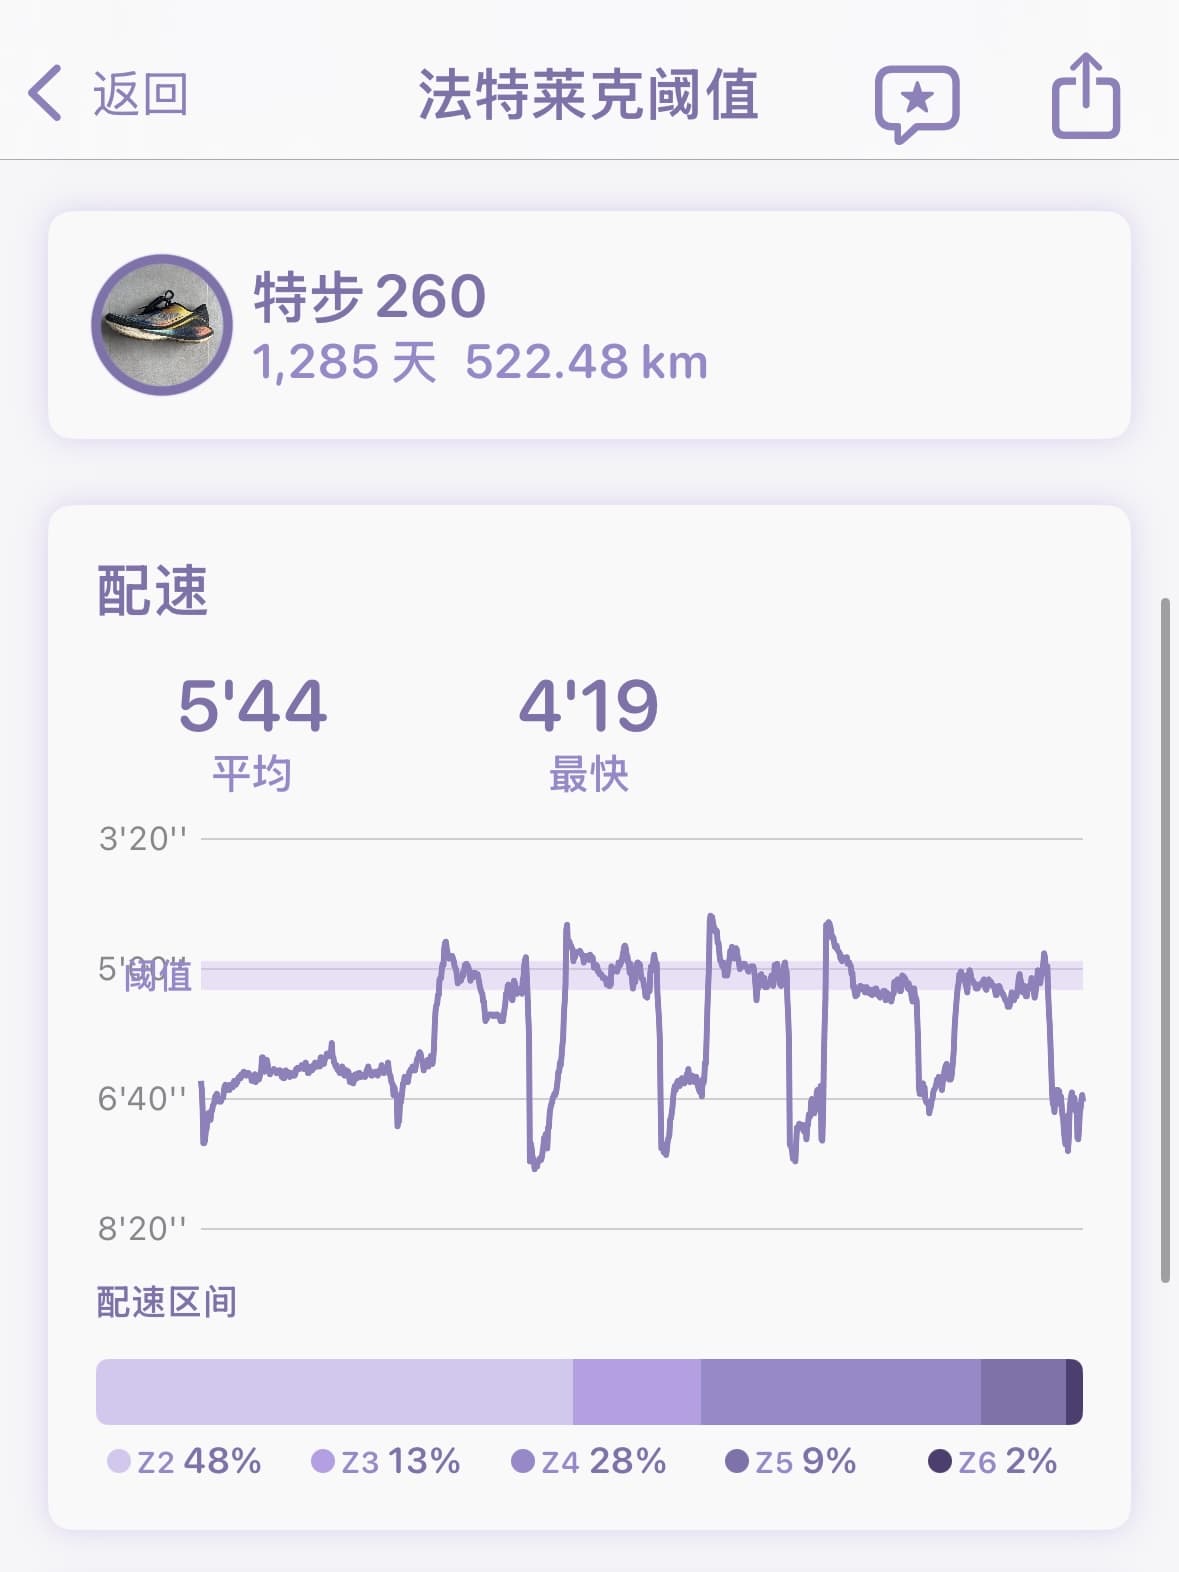 返回
法特莱克阈值
特步 260
1,285 天 522.48 km
配速
5'44
平均
4'19
最快
3'20''
5'00''
阈值
6'40''
8'20''
配速区间
Z2 48%
Z3 13%
Z4 28%
Z5 9%
Z6 2%